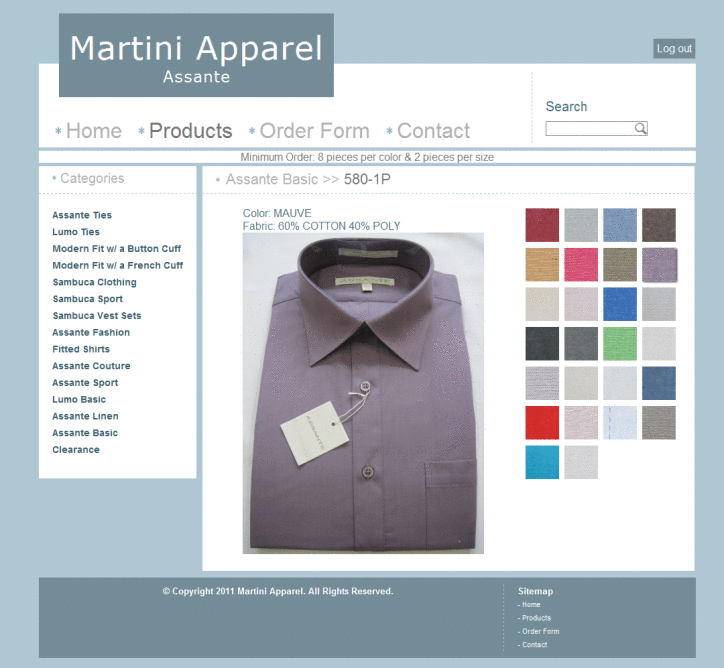 Martini Apparel
Assante
Log out
Search
* Home * Products * Order Form * Contact
Minimum Order: 8 pieces per color & 2 pieces per size
* Categories
Assante Ties
Lumo Ties
Modern Fit w/ a Button Cuff
Modern Fit w/ a French Cuff
Sambuca Clothing
Sambuca Sport
Sambuca Vest Sets
Assante Fashion
Fitted Shirts
Assante Couture
Assante Sport
Lumo Basic
Assante Linen
Assante Basic
Clearance
* Assante Basic >> 580-1P
Color: MAUVE
Fabric: 60% COTTON 40% POLY
ASSANTE
ASSANTE
© Copyright 2011 Martini Apparel. All Rights Reserved.
Sitemap
- Home
- Products
- Order Form
- Contact